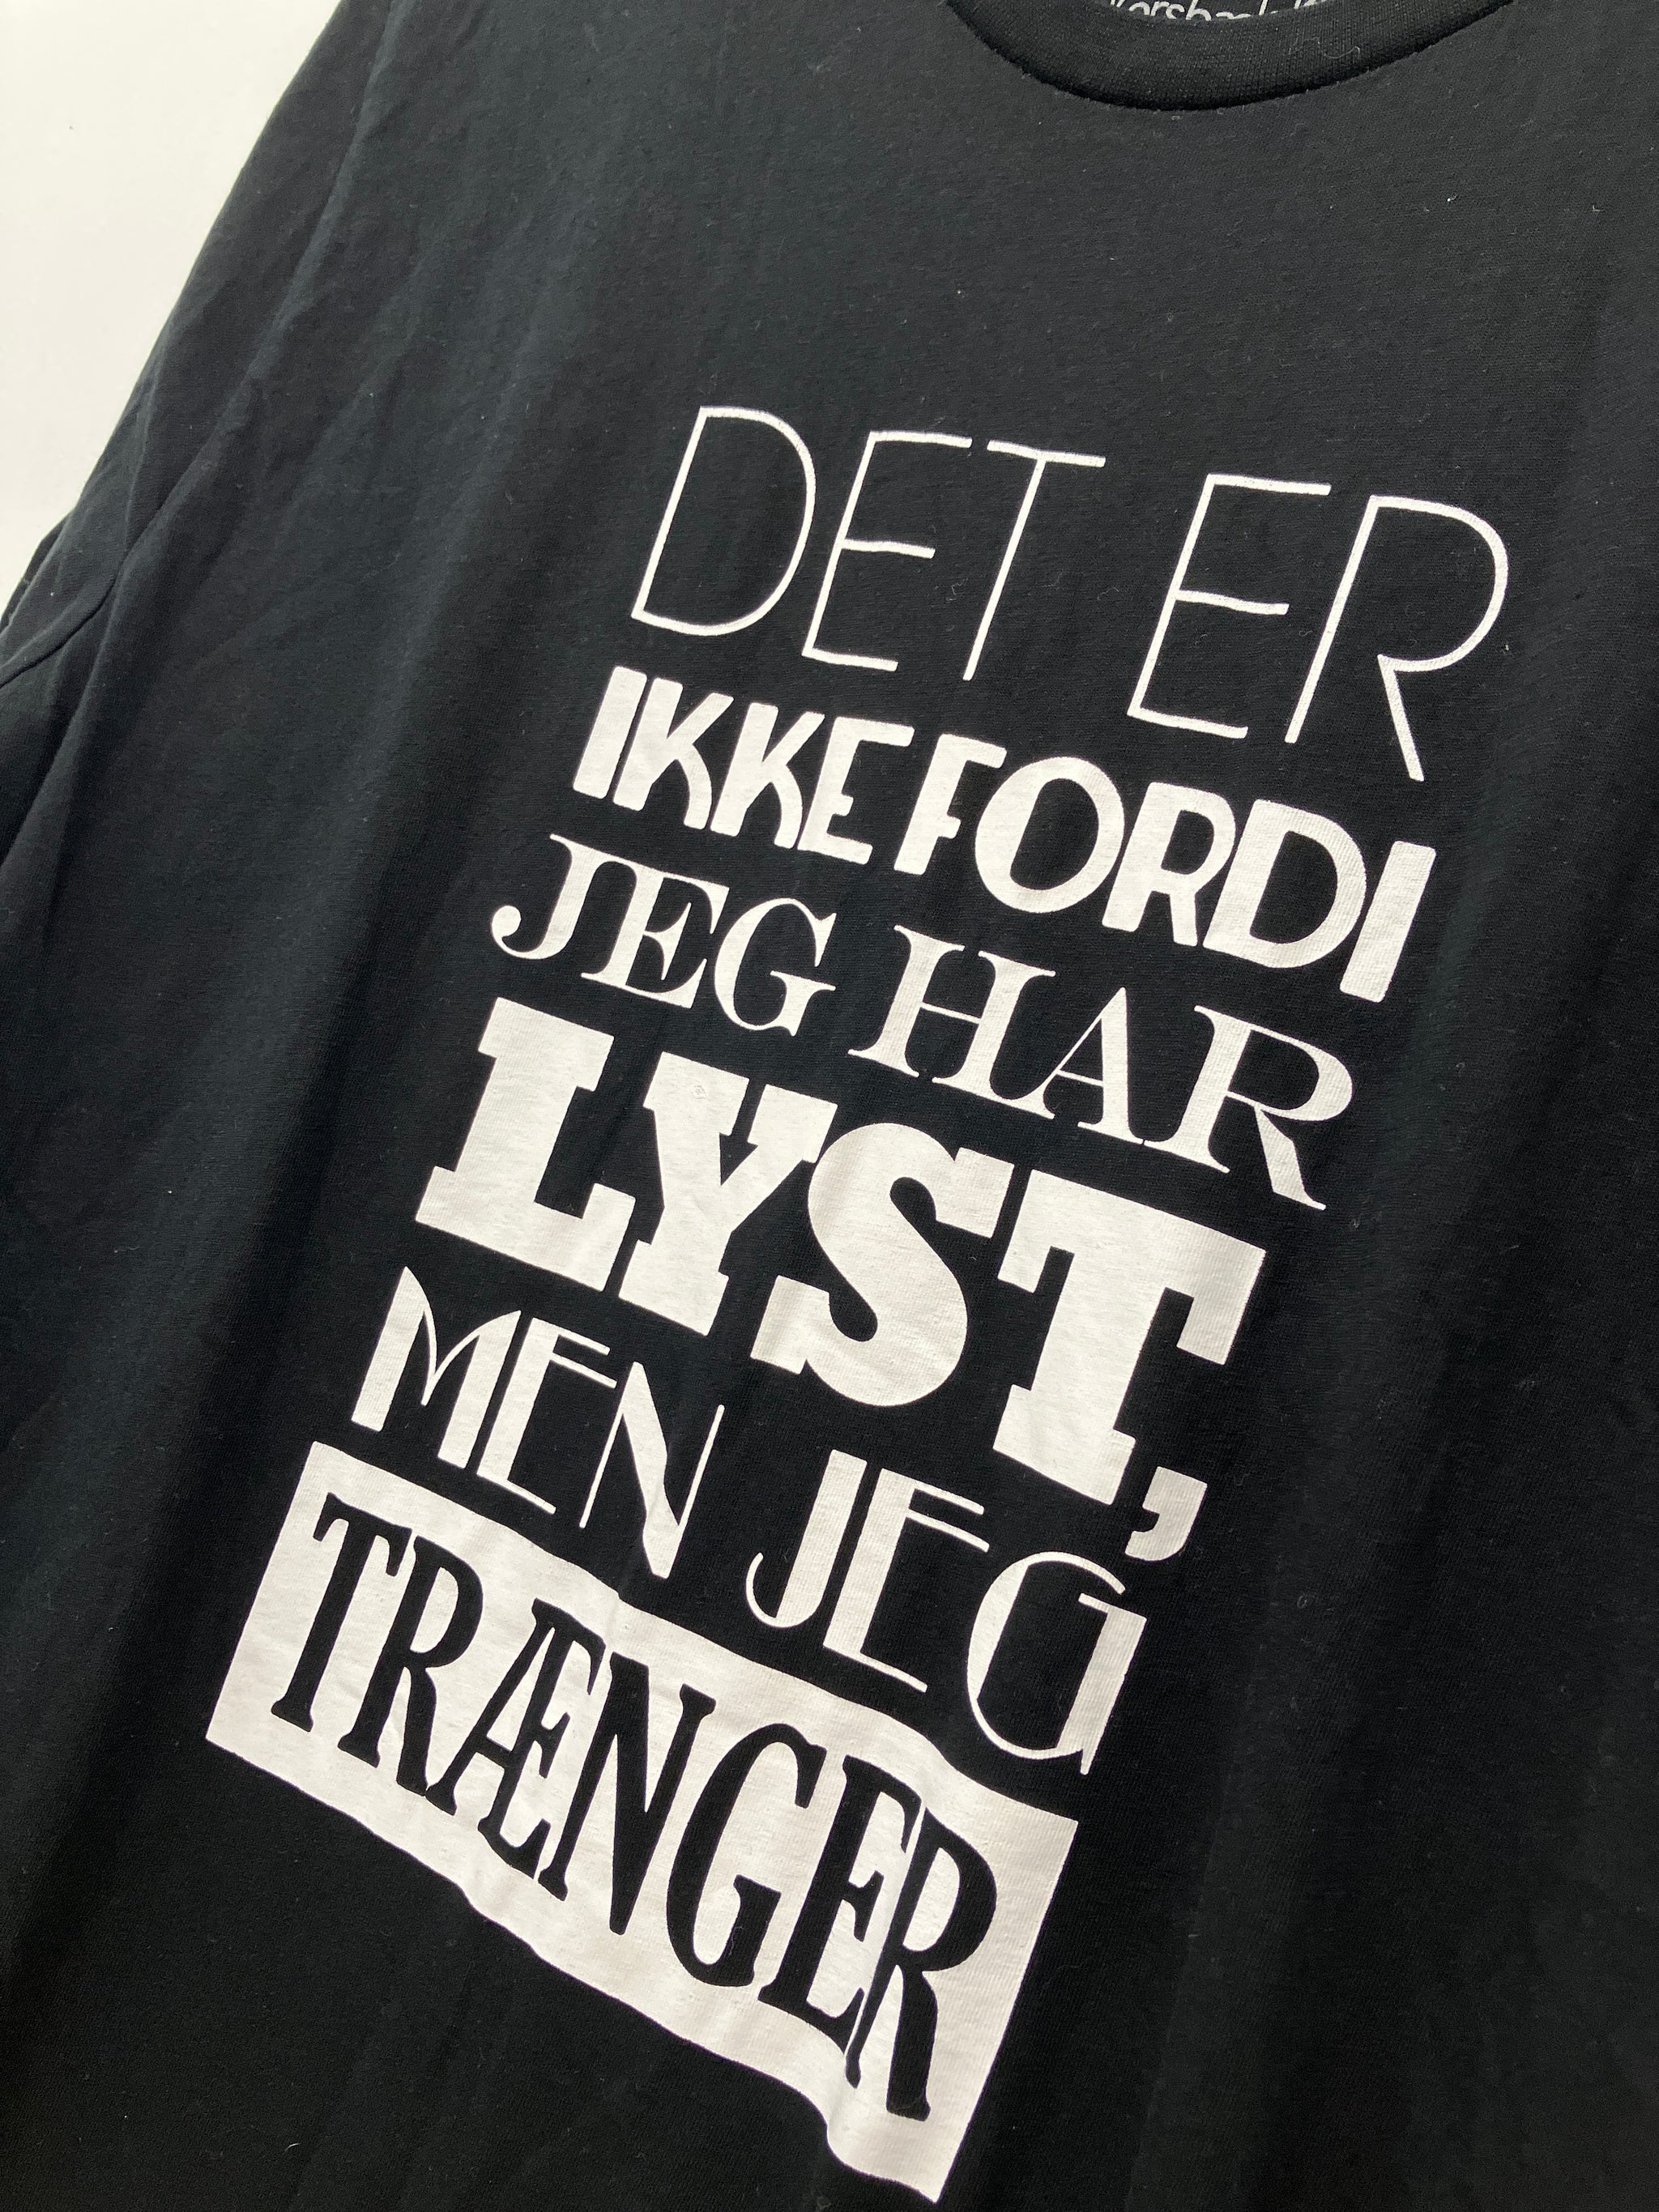 DET ER
IKKE FORDI
JEG HAR
LYST,
MEN JEG
TRÆNGER